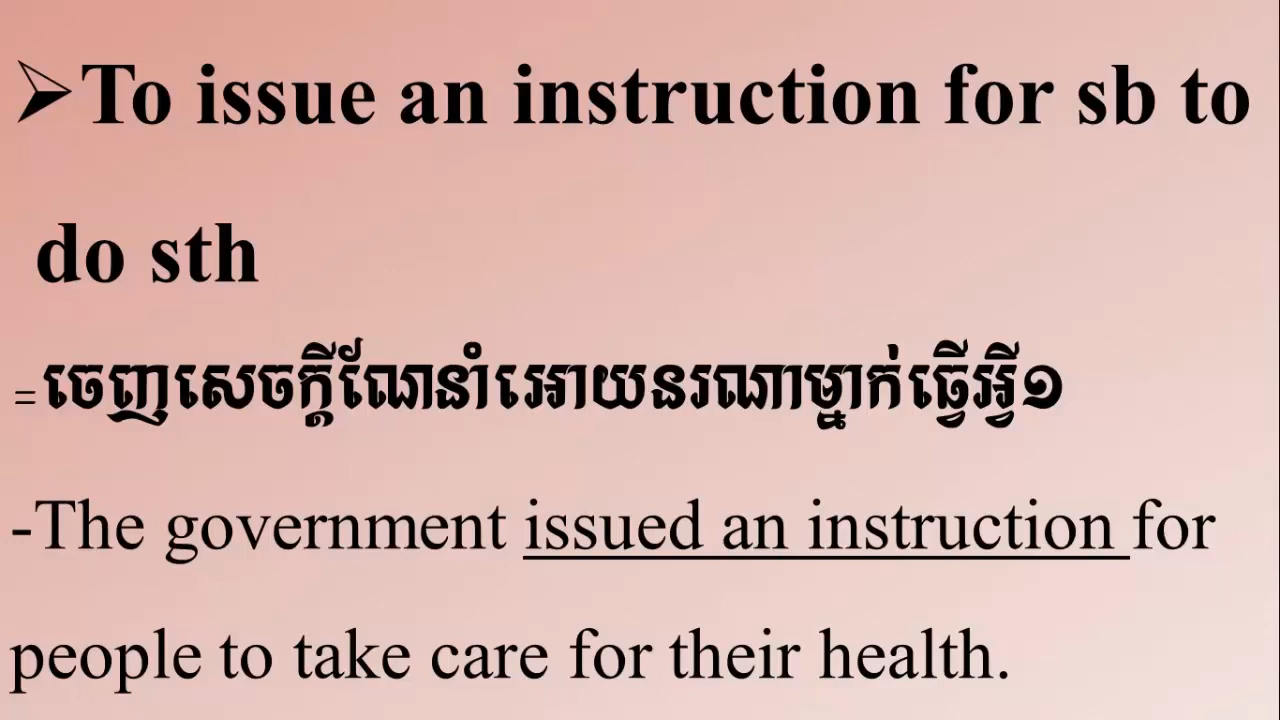 ➢To issue an instruction for sb to
do sth
=ចេញសេចក្តីណែនាំអោយនរណាម្នាក់ធ្វើអ្វី១
-The government issued an instruction for
people to take care for their health.